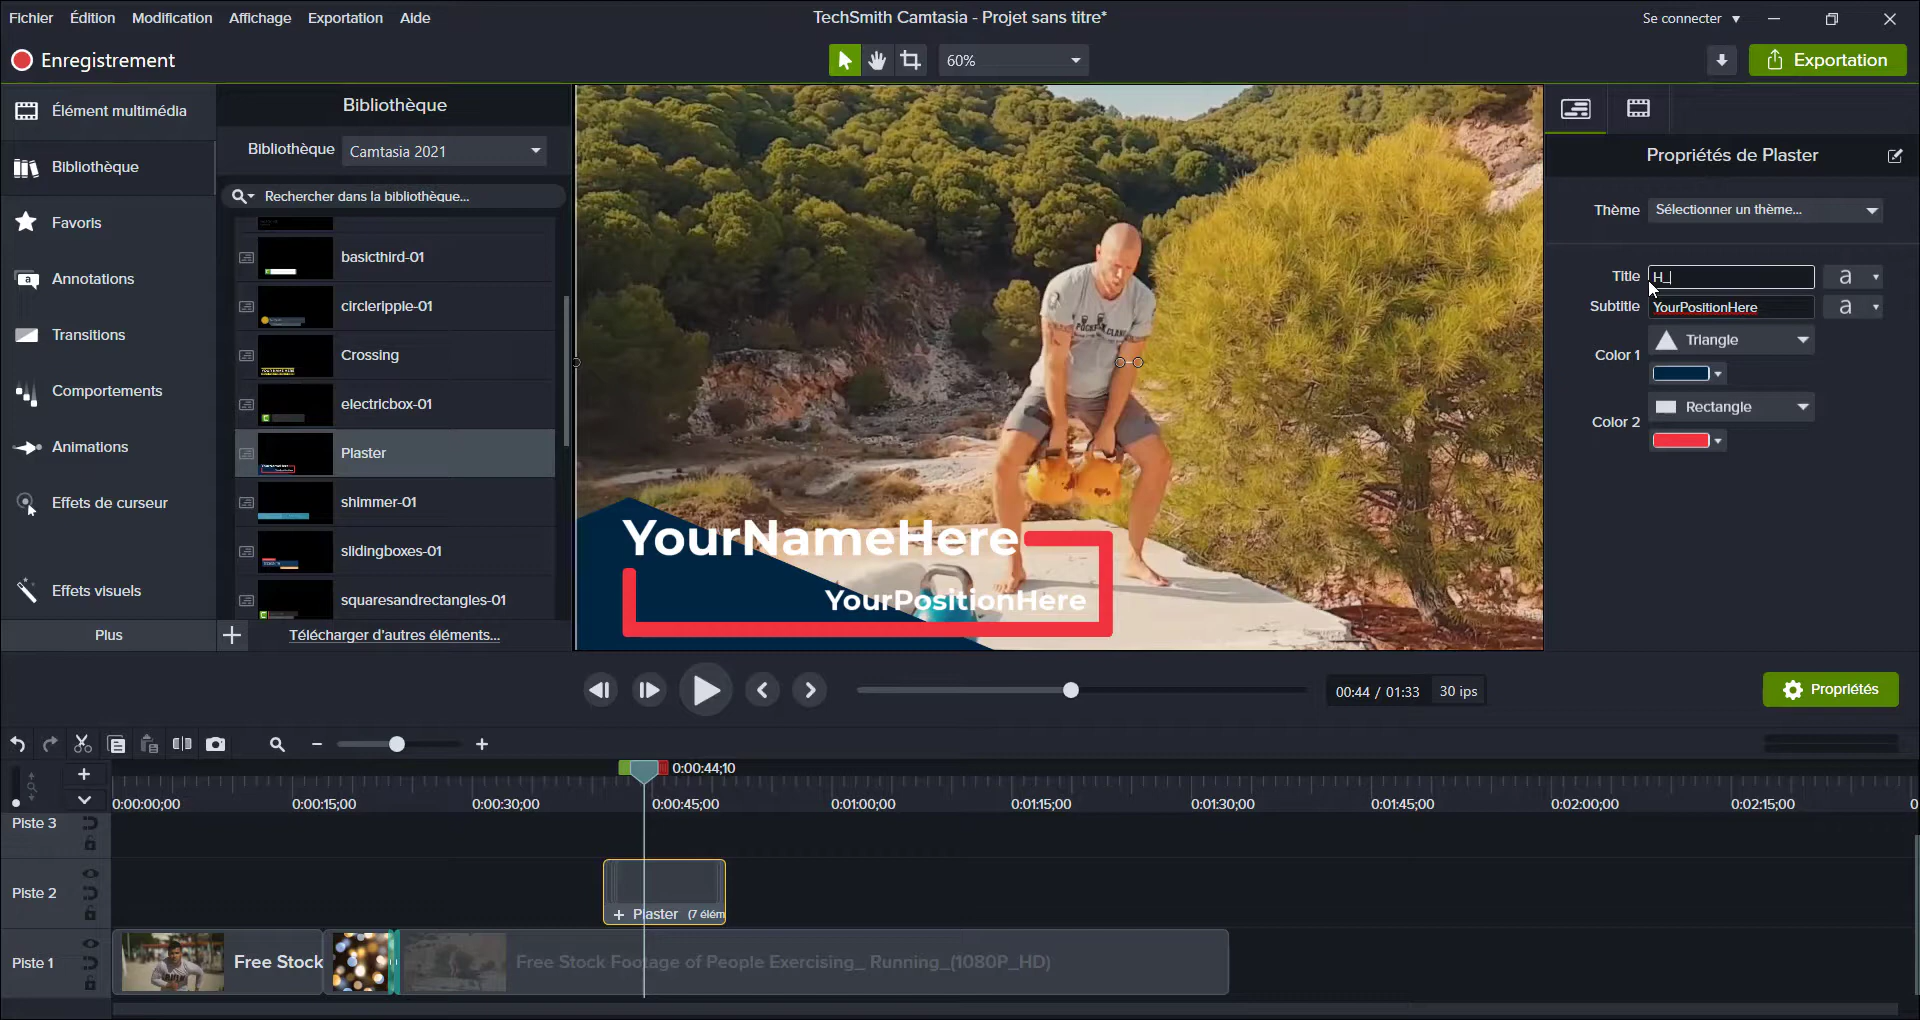 Fichier Édition Modification Affichage Exportation Aide
TechSmith Camtasia - Projet sans titre*
Se connecter
Enregistrement
60%
Exportation
Élément multimédia
Bibliothèque
Favoris
Annotations
Transitions
Comportements
Animations
Effets de curseur
Effets visuels
Plus
Bibliothèque
Bibliothèque Camtasia 2021
Rechercher dans la bibliothèque...
basicthird-01
circleripple-01
Crossing
electricbox-01
Plaster
shimmer-01
slidingboxes-01
squaresandrectangles-01
Télécharger d'autres éléments...
YourNameHere
YourPositionHere
Propriétés de Plaster
Thème Sélectionner un thème...
Title H_ a
Subtitle YourPositionHere a
Color 1 Triangle
Color 2 Rectangle
00:44 / 01:33 30 ips
Propriétés
0:00:44;10
0:00:00;00 0:00:15;00 0:00:30;00 0:00:45;00 0:01:00;00 0:01:15;00 0:01:30;00 0:01:45;00 0:02:00;00 0:02:15;00 0
Piste 3
Piste 2
+ Plaster (7 élém
Piste 1
Free Stock
Free Stock Footage of People Exercising_ Running_(1080P_HD)